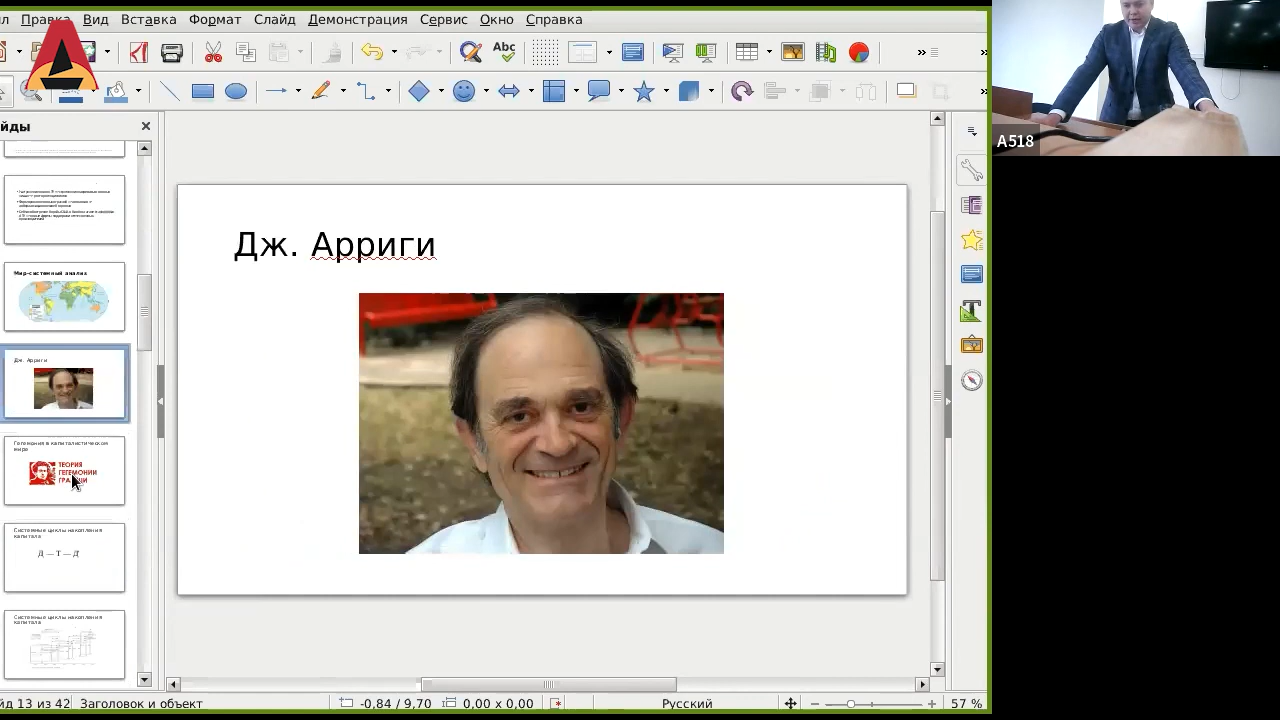 Правка Вид Вставка Формат Слайд Демонстрация Сервис Окно Справка
Abc
A518
йды
Мир-системный анализ
Дж. Арриги
Гегемония в капиталистическом
мире
ТЕОРИЯ
ГЕГЕМОНИИ
Системные циклы накопления
капитала
Д — Т — Д'
Системные циклы накопления
капитала
Дж. Арриги
йд 13 из 42 Заголовок и объект -0,84 / 9,70 0,00 x 0,00 Русский 57 %